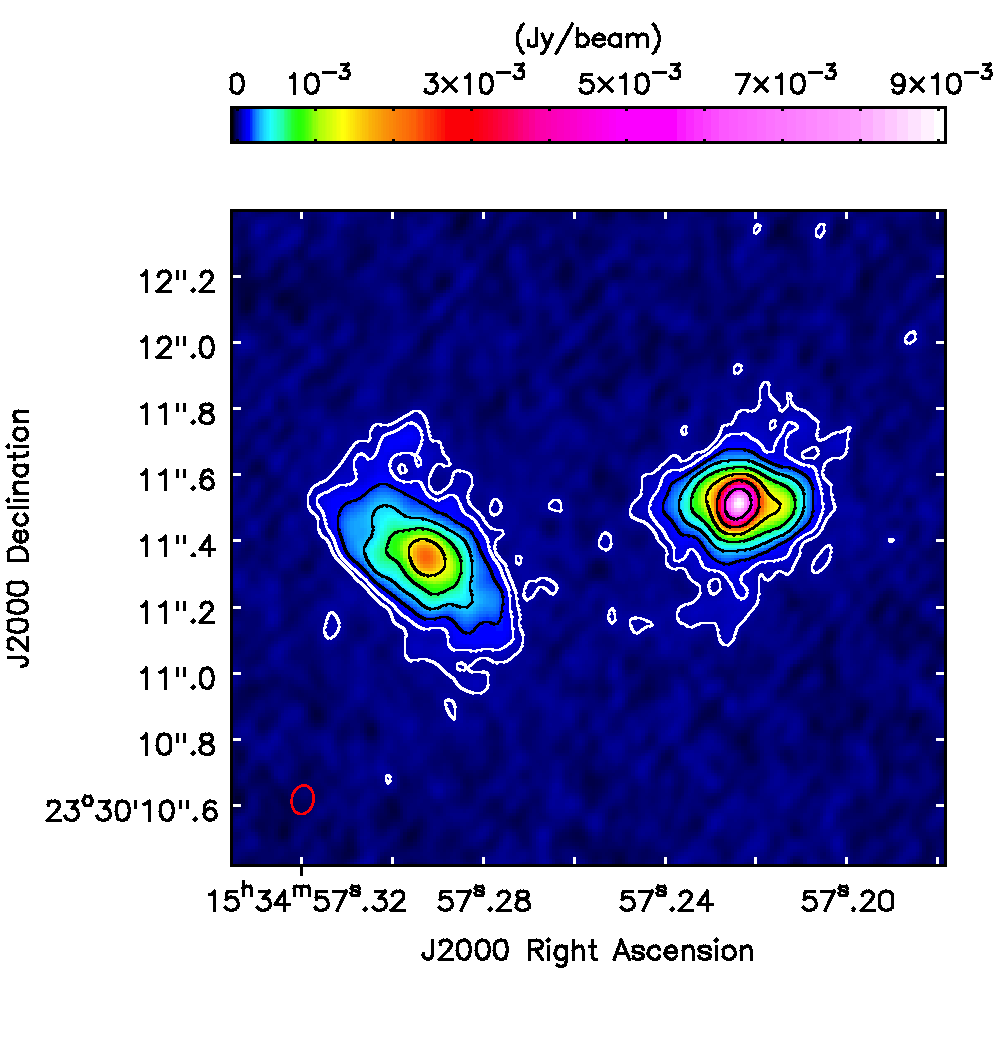 (Jy/beam)
0 10⁻³ 3×10⁻³ 5×10⁻³ 7×10⁻³ 9×10⁻³
12".2
12".0
11".8
11".6
11".4
11".2
11".0
10".8
23°30'10".6
J2000 Declination
15ʰ34ᵐ57ˢ.32 57ˢ.28 57ˢ.24 57ˢ.20
J2000 Right Ascension